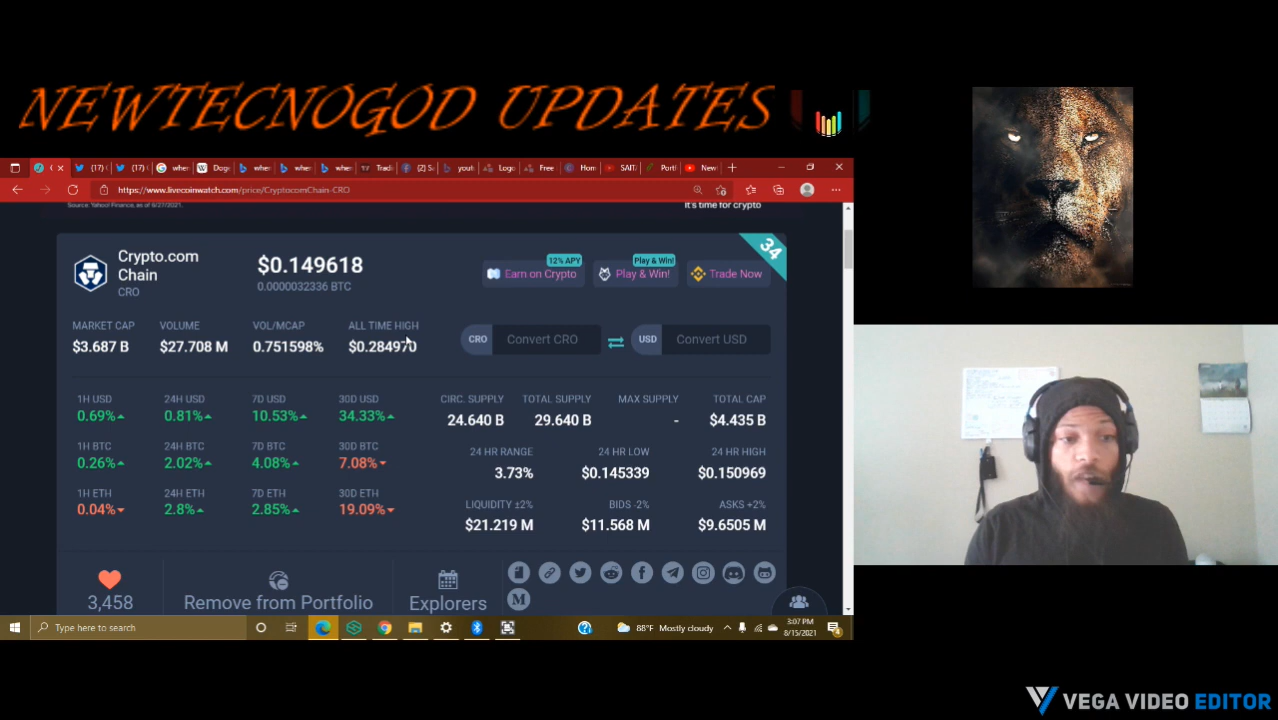 NEWTECNOGOD UPDATES
https://www.livecoinwatch.com/price/CryptocomChain-CRO
Source: Yahoo! Finance, as of 6/27/2021.
It's time for crypto
Crypto.com
Chain
CRO
$0.149618
0.0000032336 BTC
12% APY
Earn on Crypto
Play & Win!
Play & Win!
Trade Now
34
MARKET CAP
$3.687 B
VOLUME
$27.708 M
VOL/MCAP
0.751598%
ALL TIME HIGH
$0.284970
CRO
Convert CRO
USD
Convert USD
1H USD
0.69%
24H USD
0.81%
7D USD
10.53%
30D USD
34.33%
1H BTC
0.26%
24H BTC
2.02%
7D BTC
4.08%
30D BTC
7.08%
1H ETH
0.04%
24H ETH
2.8%
7D ETH
2.85%
30D ETH
19.09%
CIRC. SUPPLY
24.640 B
TOTAL SUPPLY
29.640 B
MAX SUPPLY
-
TOTAL CAP
$4.435 B
24 HR RANGE
3.73%
24 HR LOW
$0.145339
24 HR HIGH
$0.150969
LIQUIDITY ±2%
$21.219 M
BIDS -2%
$11.568 M
ASKS +2%
$9.6505 M
3,458
Remove from Portfolio
Explorers
Type here to search
88°F Mostly cloudy
3:07 PM
8/15/2021
VEGA VIDEO EDITOR